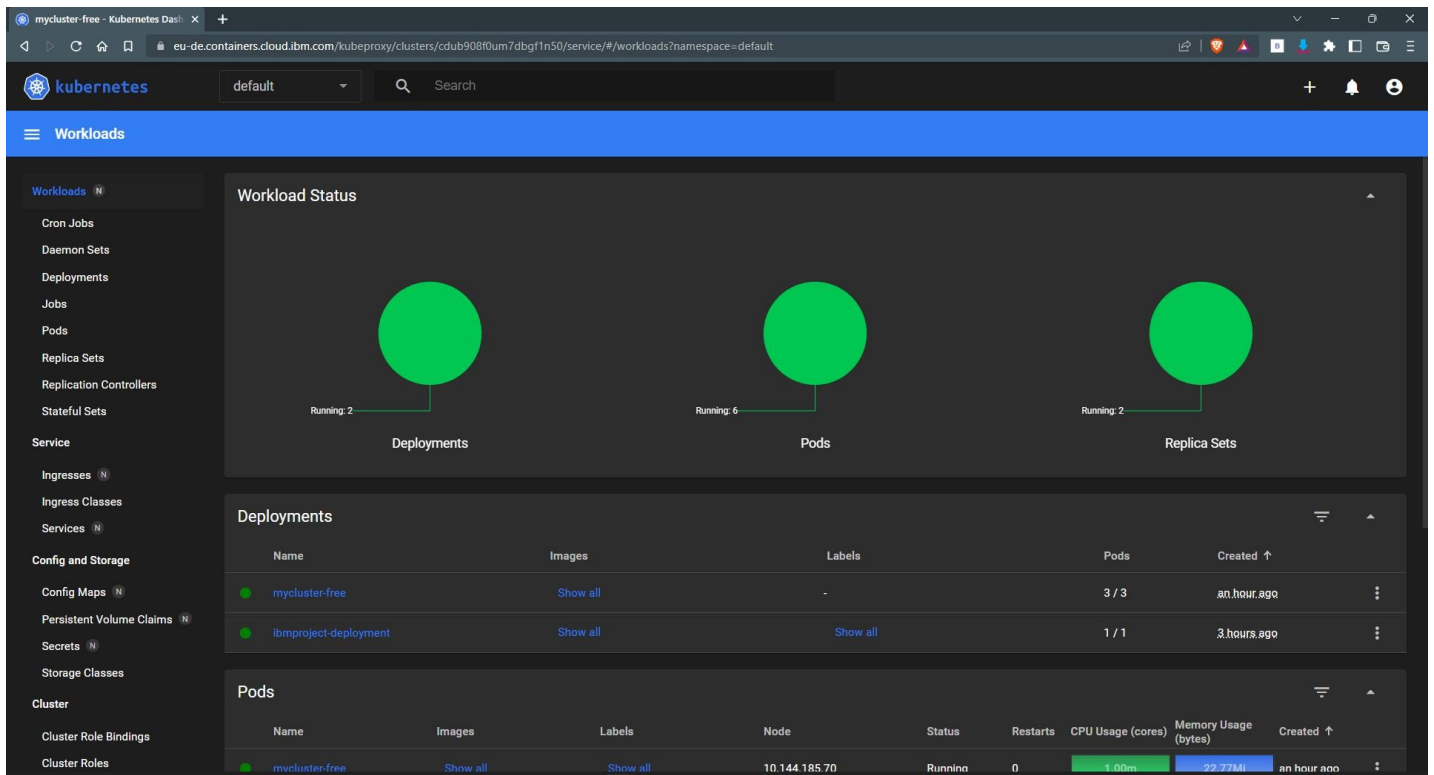 mycluster-free - Kubernetes Dash
eu-de.containers.cloud.ibm.com/kubeproxy/clusters/cdub908f0um7dbgf1n50/service/#/workloads?namespace=default
kubernetes
default
Search
Workloads
Workloads N
Cron Jobs
Daemon Sets
Deployments
Jobs
Pods
Replica Sets
Replication Controllers
Stateful Sets
Service
Ingresses N
Ingress Classes
Services N
Config and Storage
Config Maps N
Persistent Volume Claims N
Secrets N
Storage Classes
Cluster
Cluster Role Bindings
Cluster Roles
Workload Status
Running: 2
Deployments
Running: 6
Pods
Running: 2
Replica Sets
Deployments
Name Images Labels Pods Created ↑
mycluster-free Show all - 3 / 3 an hour ago
ibmproject-deployment Show all Show all 1 / 1 3 hours ago
Pods
Name Images Labels Node Status Restarts CPU Usage (cores) Memory Usage (bytes) Created ↑
mycluster-free Show all Show all 10.144.185.70 Running 0 1.00m 22.77Mi an hour ago